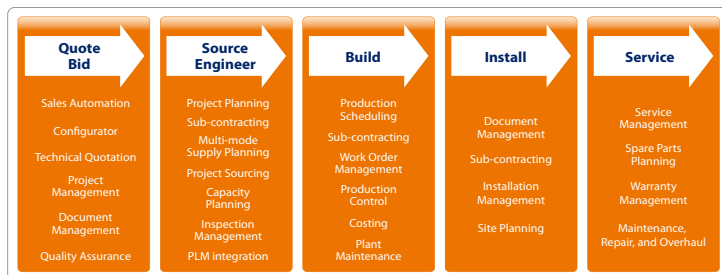 Quote
Bid
Sales Automation
Configurator
Technical Quotation
Project
Management
Document
Management
Quality Assurance
Source
Engineer
Project Planning
Sub-contracting
Multi-mode
Supply Planning
Project Sourcing
Capacity
Planning
Inspection
Management
PLM integration
Build
Production
Scheduling
Sub-contracting
Work Order
Management
Production
Control
Costing
Plant
Maintenance
Install
Document
Management
Sub-contracting
Installation
Management
Site Planning
Service
Service
Management
Spare Parts
Planning
Warranty
Management
Maintenance,
Repair, and Overhaul